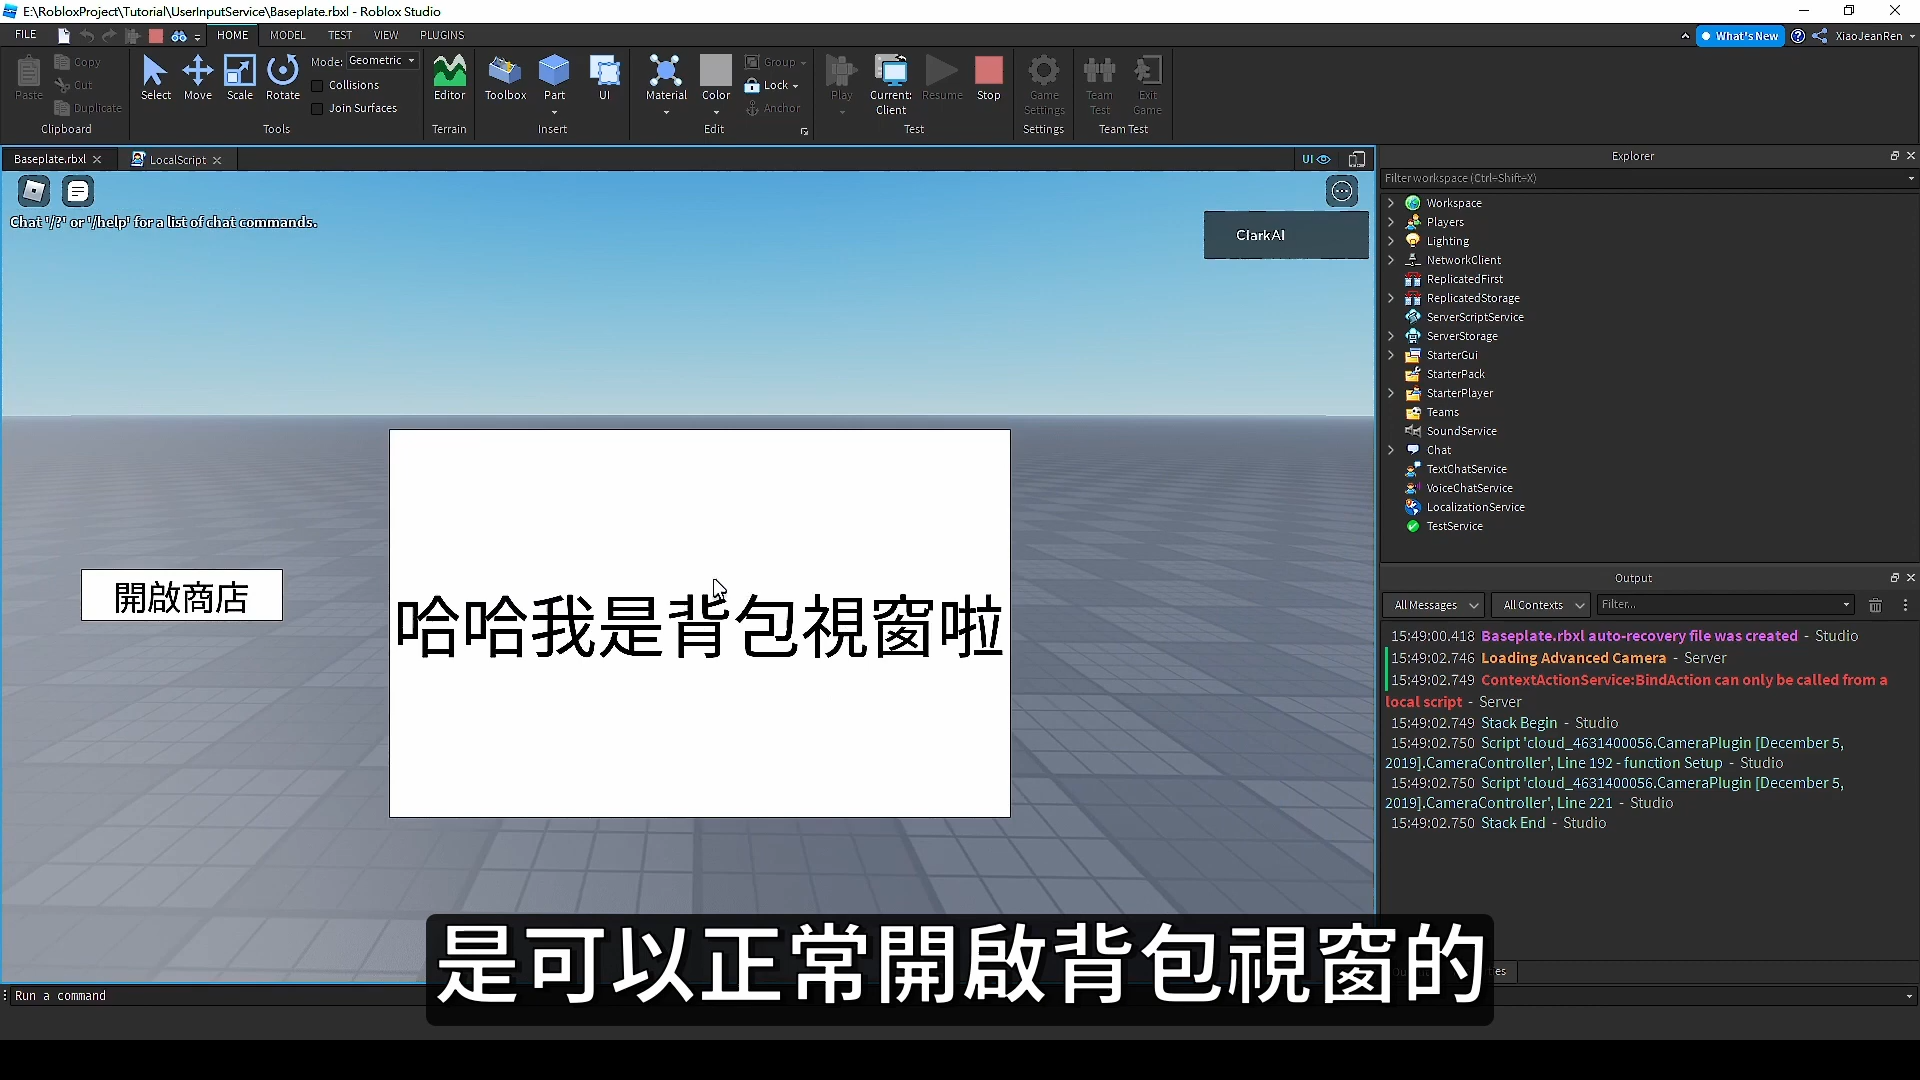 E:\RobloxProject\Tutorial\UserInputService\Baseplate.rbxl - Roblox Studio
FILE HOME MODEL TEST VIEW PLUGINS What's New XiaoJeanRen
Paste Copy Cut Duplicate Clipboard
Select Move Scale Rotate Mode: Geometric Collisions Join Surfaces Tools
Editor Terrain
Toolbox Part UI Insert
Material Color Group Lock Anchor Edit
Play Current: Client Resume Stop Test
Game Settings Settings
Team Test Exit Game Team Test
Baseplate.rbxl LocalScript UI
Chat '/?' or '/help' for a list of chat commands.
ClarkAI
開啟商店
哈哈我是背包視窗啦
Explorer
Filter workspace (Ctrl+Shift+X)
Workspace
Players
Lighting
NetworkClient
ReplicatedFirst
ReplicatedStorage
ServerScriptService
ServerStorage
StarterGui
StarterPack
StarterPlayer
Teams
SoundService
Chat
TextChatService
VoiceChatService
LocalizationService
TestService
Output
All Messages All Contexts Filter...
15:49:00.418 Baseplate.rbxl auto-recovery file was created - Studio
15:49:02.746 Loading Advanced Camera - Server
15:49:02.749 ContextActionService:BindAction can only be called from a
local script - Server
15:49:02.749 Stack Begin - Studio
15:49:02.750 Script 'cloud_4631400056.CameraPlugin [December 5,
2019].CameraController', Line 192 - function Setup - Studio
15:49:02.750 Script 'cloud_4631400056.CameraPlugin [December 5,
2019].CameraController', Line 221 - Studio
15:49:02.750 Stack End - Studio
Run a command
是可以正常開啟背包視窗的